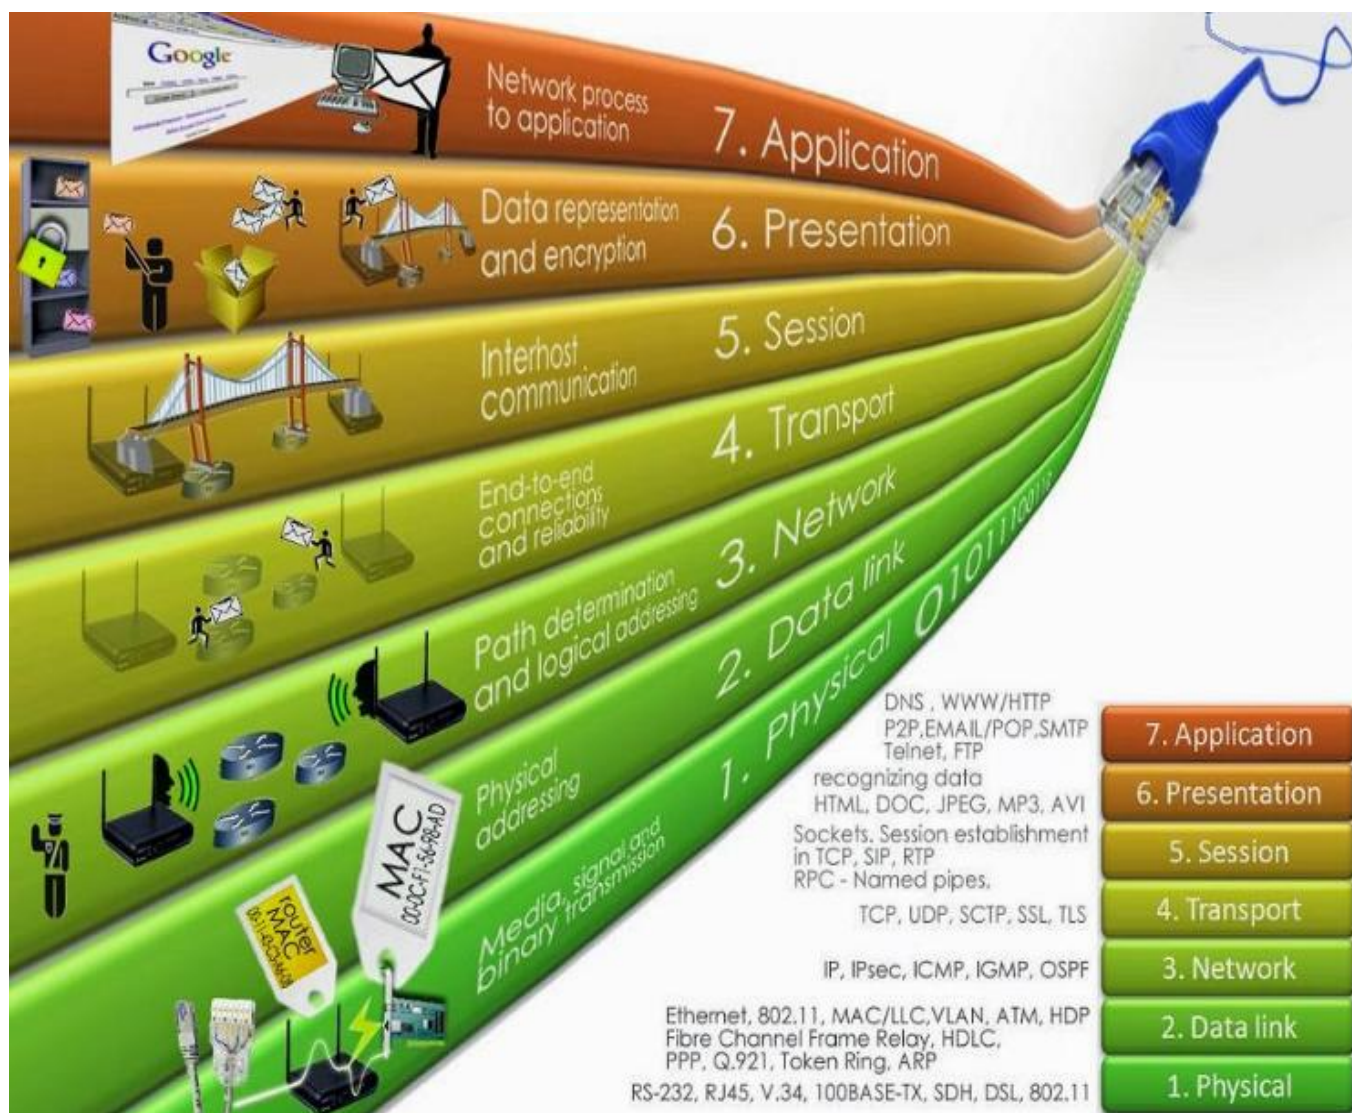 Google
Network process
to application
7. Application
Data representation
and encryption
6. Presentation
Interhost
communication
5. Session
End-to-end
connections
and reliability
4. Transport
Path determination
and logical addressing
3. Network
Physical
addressing
2. Data link
Media, signal and
binary transmission
1. Physical
MAC
00-0C-F1-56-98-AD
router
MAC
DNS , WWW/HTTP
P2P,EMAIL/POP,SMTP
Telnet, FTP
7. Application
recognizing data
HTML, DOC, JPEG, MP3, AVI
6. Presentation
Sockets. Session establishment
in TCP, SIP, RTP
RPC - Named pipes.
5. Session
TCP, UDP, SCTP, SSL, TLS
4. Transport
IP, IPsec, ICMP, IGMP, OSPF
3. Network
Ethernet, 802.11, MAC/LLC,VLAN, ATM, HDP
Fibre Channel Frame Relay, HDLC,
PPP, Q.921, Token Ring, ARP
2. Data link
RS-232, RJ45, V.34, 100BASE-TX, SDH, DSL, 802.11
1. Physical